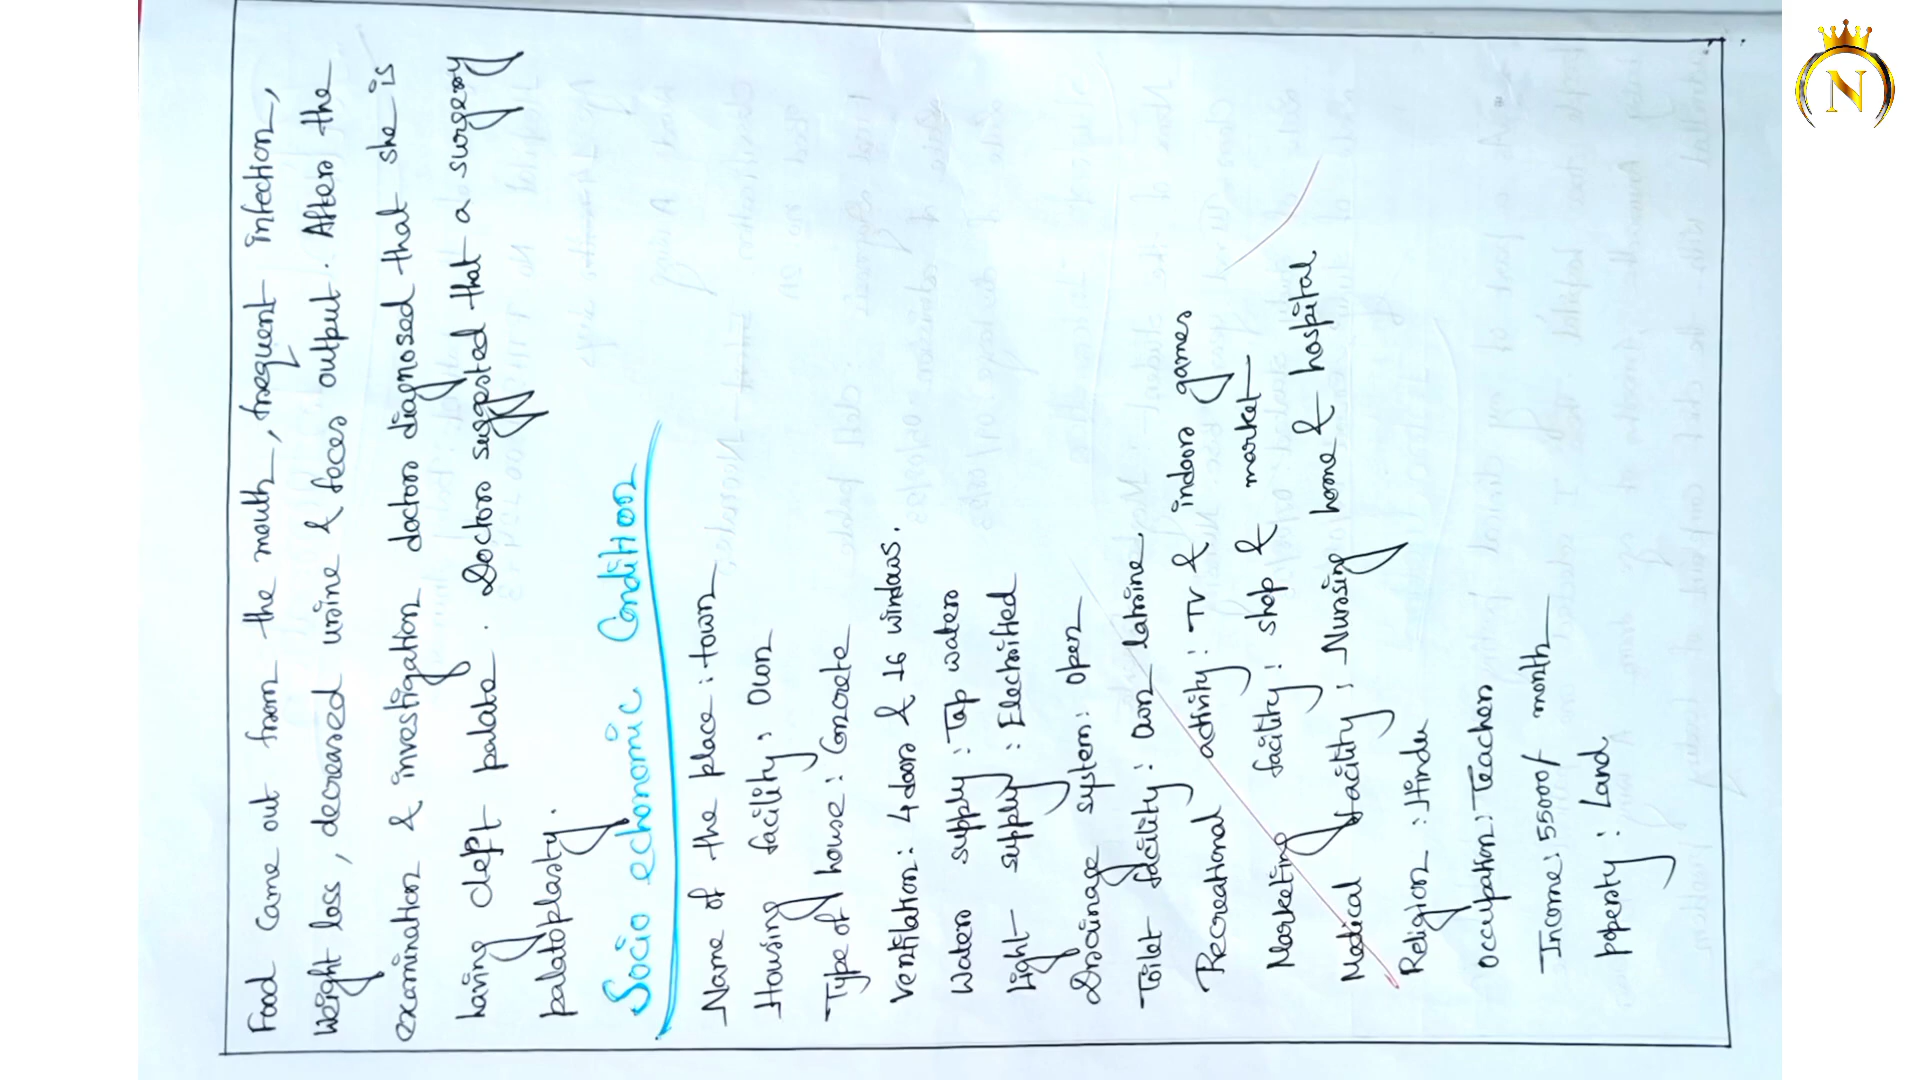 Food came out from the mouth, frequent infection,
weight loss, decreased urine & feces output. After the
examination & investigation doctor diagnosed that she is
having cleft palate. Doctor suggested that a surgery
palatoplasty.
Socio echonomic Condition
Name of the place: town
Housing facility: Own
Type of house: Concrete
Ventilation: 4 doors & 16 windows.
Water supply: Tap water
Light supply: Electrified
Drainage system: Open
Toilet facility: Own latrine
Recreational activity: TV & indoor games
Marketing facility: shop & market
Medical facility: Nursing home & hospital
Religion: Hindu
Occupation: Teacher
Income: 55000/ month
Poperty: Land
N